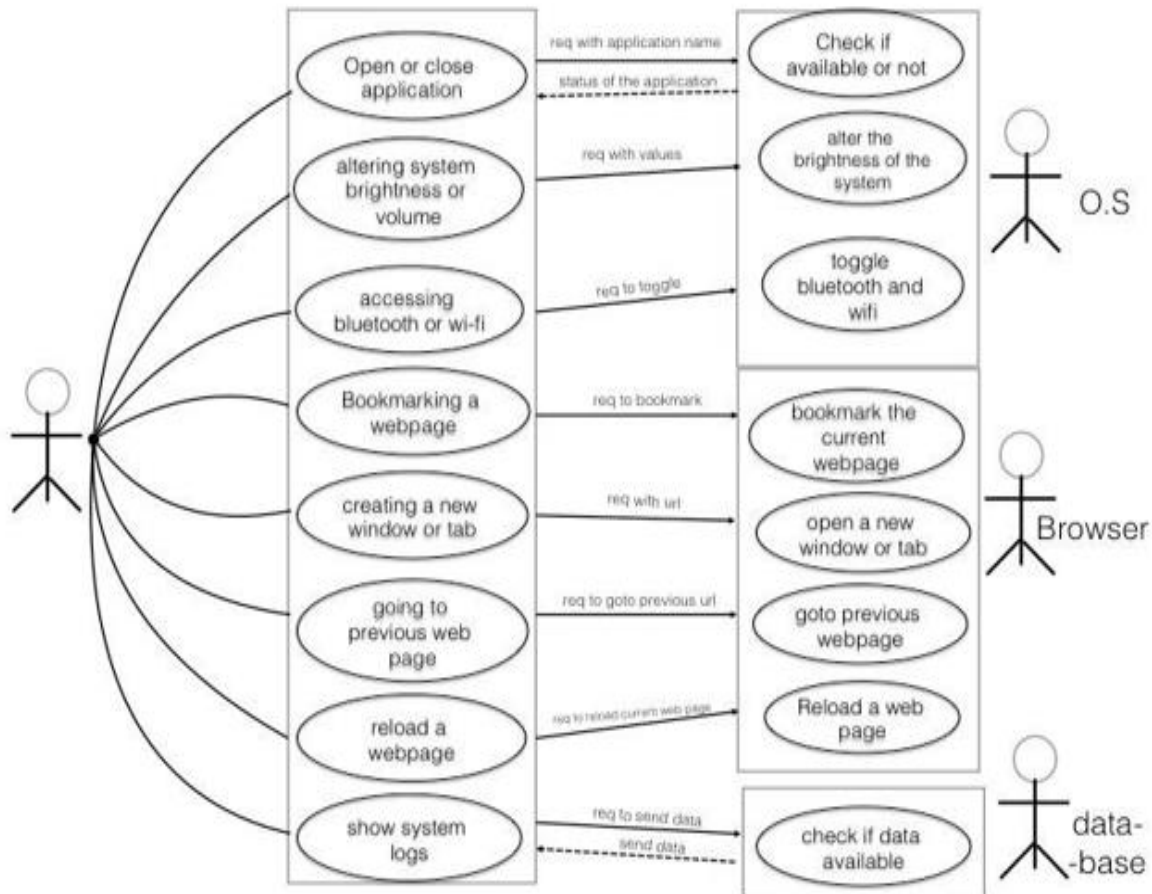 Open or close
application
req with application name
status of the application
Check if
available or not
altering system
brightness or
volume
req with values
alter the
brightness of the
system
O.S
accessing
bluetooth or wi-fi
req to toggle
toggle
bluetooth and
wifi
Bookmarking a
webpage
req to bookmark
bookmark the
current
webpage
creating a new
window or tab
req with url
open a new
window or tab
Browser
going to
previous web
page
req to goto previous url
goto previous
webpage
reload a
webpage
req to reload current web page
Reload a web
page
show system
logs
req to send data
send data
check if data
available
data-
-base